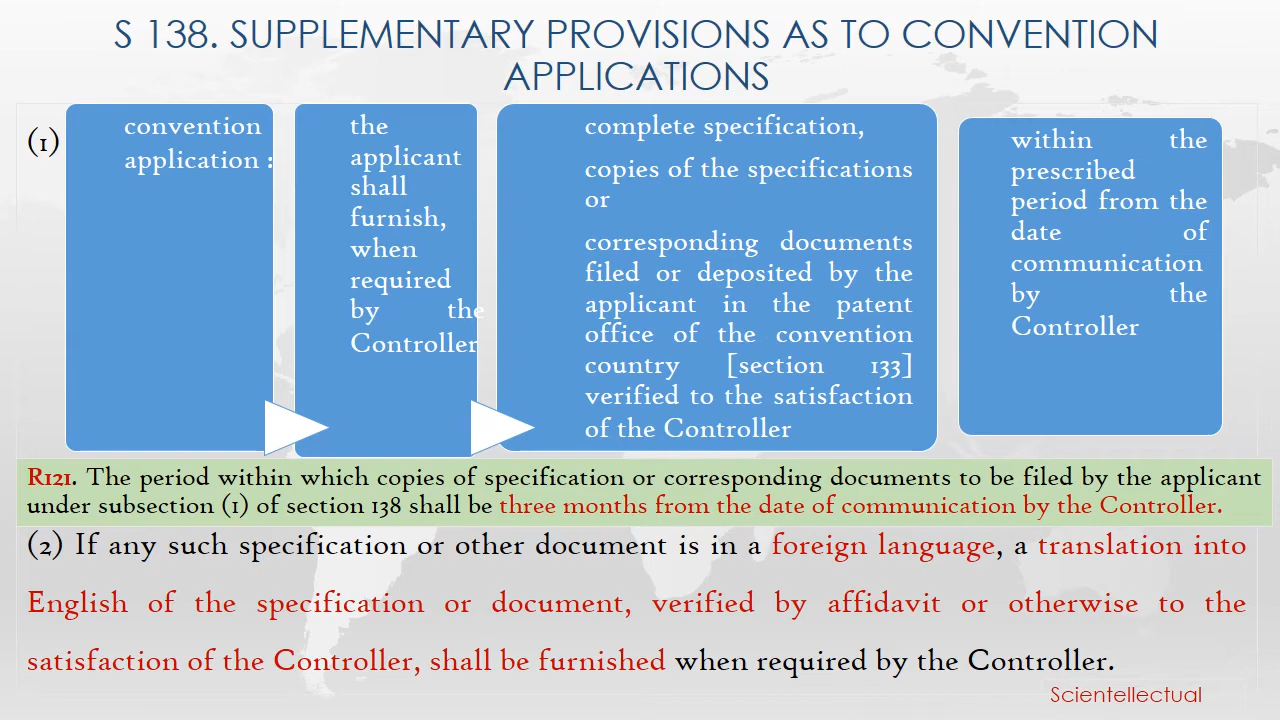 S 138. SUPPLEMENTARY PROVISIONS AS TO CONVENTION
APPLICATIONS
(1)
convention
application :
the
applicant
shall
furnish,
when
required
by the
Controller
complete specification,
copies of the specifications
or
corresponding documents
filed or deposited by the
applicant in the patent
office of the convention
country [section 133]
verified to the satisfaction
of the Controller
within the
prescribed
period from the
date of
communication
by the
Controller
R121. The period within which copies of specification or corresponding documents to be filed by the applicant
under subsection (1) of section 138 shall be three months from the date of communication by the Controller.
(2) If any such specification or other document is in a foreign language, a translation into
English of the specification or document, verified by affidavit or otherwise to the
satisfaction of the Controller, shall be furnished when required by the Controller.
Scientellectual